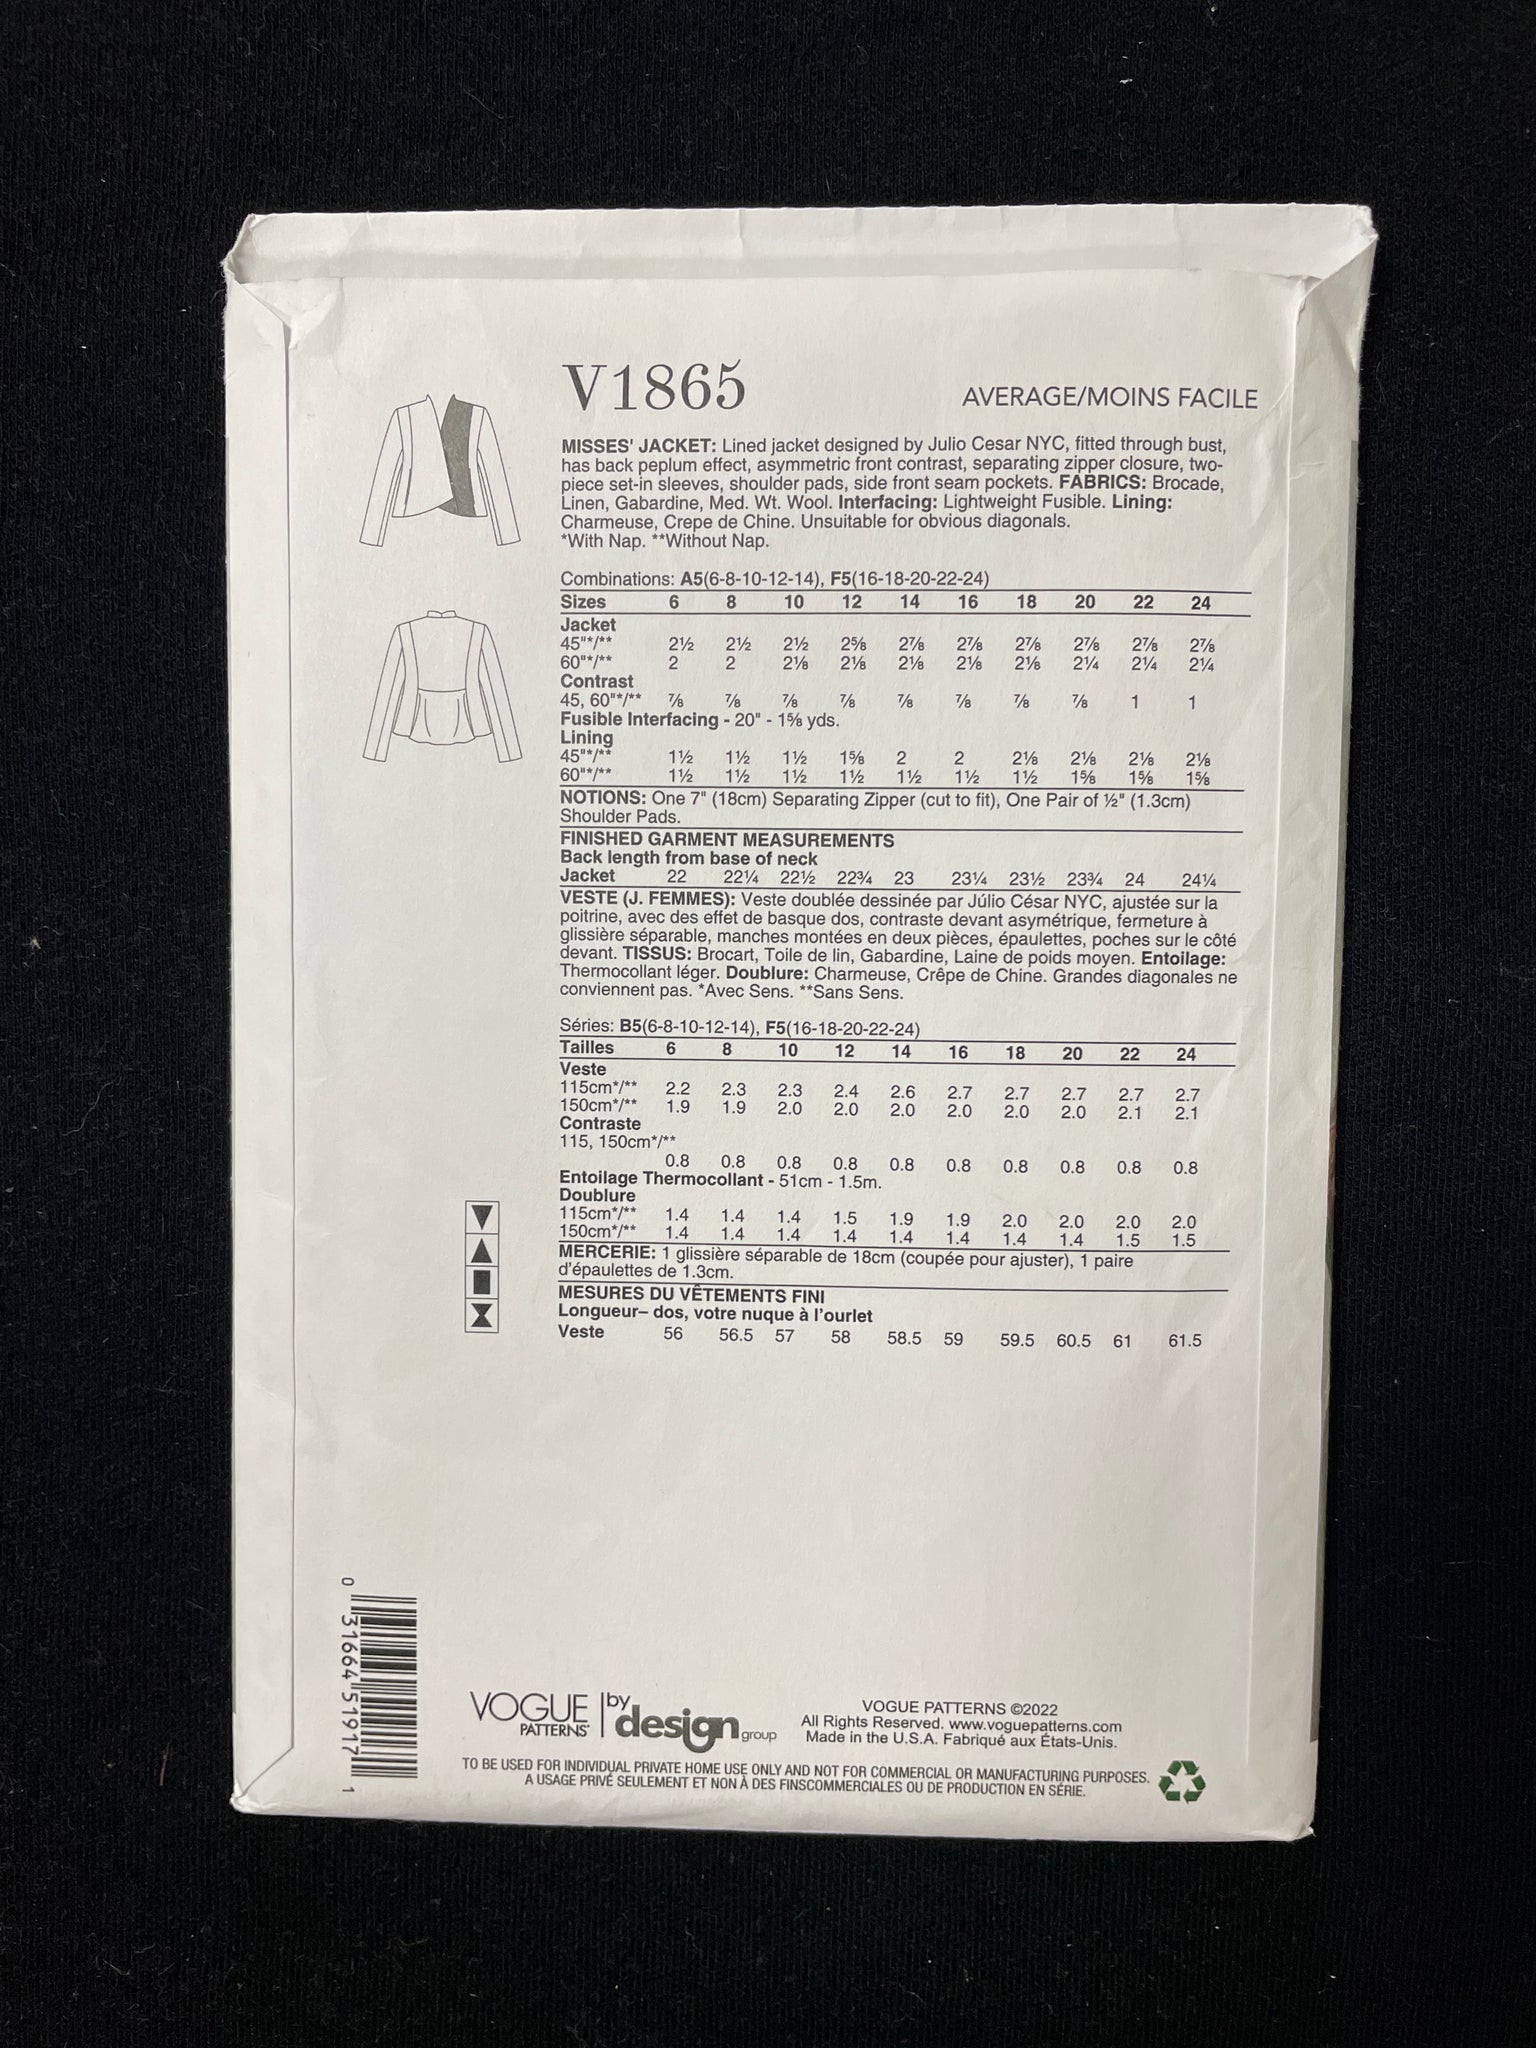 V1865
AVERAGE/MOINS FACILE
MISSES' JACKET: Lined jacket designed by Julio Cesar NYC, fitted through bust,
has back peplum effect, asymmetric front contrast, separating zipper closure, two-
piece set-in sleeves, shoulder pads, side front seam pockets. FABRICS: Brocade,
Linen, Gabardine, Med. Wt. Wool. Interfacing: Lightweight Fusible. Lining:
Charmeuse, Crepe de Chine. Unsuitable for obvious diagonals.
*With Nap. **Without Nap.
Combinations: A5(6-8-10-12-14), F5(16-18-20-22-24)
Sizes 6 8 10 12 14 16 18 20 22 24
Jacket
45"*/** 2½ 2½ 2½ 2⅝ 2⅞ 2⅞ 2⅞ 2⅞ 2⅞ 2⅞
60"*/** 2 2 2⅛ 2⅛ 2⅛ 2⅛ 2⅛ 2¼ 2¼ 2¼
Contrast
45, 60"*/** ⅞ ⅞ ⅞ ⅞ ⅞ ⅞ ⅞ ⅞ 1 1
Fusible Interfacing - 20" - 1⅝ yds.
Lining
45"*/** 1½ 1½ 1½ 1⅝ 2 2 2⅛ 2⅛ 2⅛ 2⅛
60"*/** 1½ 1½ 1½ 1½ 1½ 1½ 1½ 1⅝ 1⅝ 1⅝
NOTIONS: One 7" (18cm) Separating Zipper (cut to fit), One Pair of ½" (1.3cm)
Shoulder Pads.
FINISHED GARMENT MEASUREMENTS
Back length from base of neck
Jacket 22 22¼ 22½ 22¾ 23 23¼ 23½ 23¾ 24 24¼
VESTE (J. FEMMES): Veste doublée dessinée par Júlio César NYC, ajustée sur la
poitrine, avec des effet de basque dos, contraste devant asymétrique, fermeture à
glissière séparable, manches montées en deux pièces, épaulettes, poches sur le côté
devant. TISSUS: Brocart, Toile de lin, Gabardine, Laine de poids moyen. Entoilage:
Thermocollant léger. Doublure: Charmeuse, Crêpe de Chine. Grandes diagonales ne
conviennent pas. *Avec Sens. **Sans Sens.
Séries: B5(6-8-10-12-14), F5(16-18-20-22-24)
Tailles 6 8 10 12 14 16 18 20 22 24
Veste
115cm*/** 2.2 2.3 2.3 2.4 2.6 2.7 2.7 2.7 2.7 2.7
150cm*/** 1.9 1.9 2.0 2.0 2.0 2.0 2.0 2.0 2.1 2.1
Contraste
115, 150cm*/**
0.8 0.8 0.8 0.8 0.8 0.8 0.8 0.8 0.8 0.8
Entoilage Thermocollant - 51cm - 1.5m.
Doublure
115cm*/** 1.4 1.4 1.4 1.5 1.9 1.9 2.0 2.0 2.0 2.0
150cm*/** 1.4 1.4 1.4 1.4 1.4 1.4 1.4 1.4 1.5 1.5
MERCERIE: 1 glissière séparable de 18cm (coupée pour ajuster), 1 paire
d'épaulettes de 1.3cm.
MESURES DU VÊTEMENTS FINI
Longueur– dos, votre nuque à l'ourlet
Veste 56 56.5 57 58 58.5 59 59.5 60.5 61 61.5
0 31664 51917 1
VOGUE PATTERNS | by design group
VOGUE PATTERNS ©2022
All Rights Reserved. www.voguepatterns.com
Made in the U.S.A. Fabriqué aux États-Unis.
TO BE USED FOR INDIVIDUAL PRIVATE HOME USE ONLY AND NOT FOR COMMERCIAL OR MANUFACTURING PURPOSES.
A USAGE PRIVÉ SEULEMENT ET NON À DES FINSCOMMERCIALES OU DE PRODUCTION EN SÉRIE.